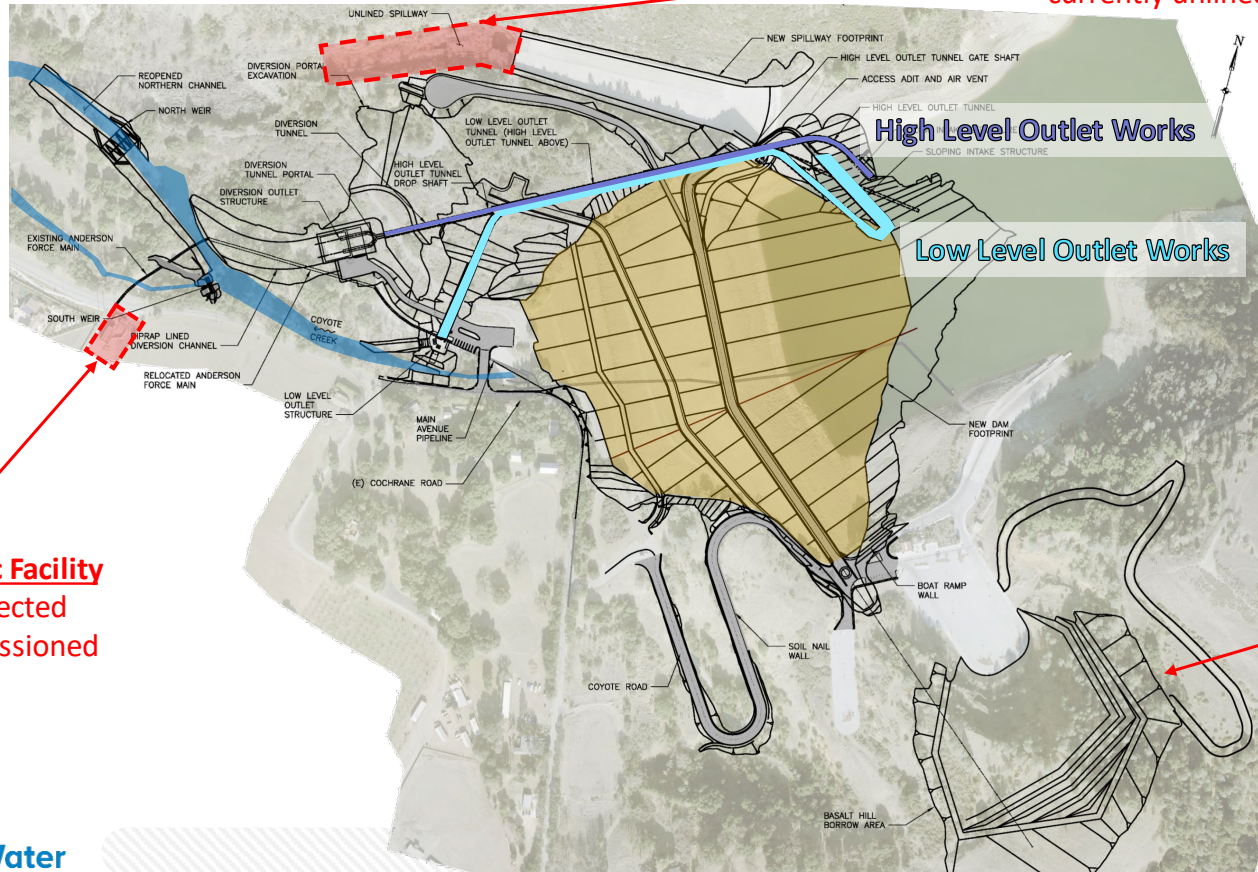 currently unlined
UNLINED SPILLWAY
NEW SPILLWAY FOOTPRINT
HIGH LEVEL OUTLET TUNNEL GATE SHAFT
ACCESS ADIT AND AIR VENT
N
REOPENED
NORTHERN CHANNEL
NORTH WEIR
DIVERSION PORTAL
EXCAVATION
DIVERSION
TUNNEL
LOW LEVEL OUTLET
TUNNEL (HIGH LEVEL
OUTLET TUNNEL ABOVE)
HIGH LEVEL OUTLET TUNNEL
High Level Outlet Works
SLOPING INTAKE STRUCTURE
DIVERSION
TUNNEL PORTAL
HIGH LEVEL
OUTLET TUNNEL
DROP SHAFT
DIVERSION OUTLET
STRUCTURE
Low Level Outlet Works
EXISTING ANDERSON
FORCE MAIN
SOUTH WEIR
RIPRAP LINED
DIVERSION CHANNEL
COYOTE
CREEK
RELOCATED ANDERSON
FORCE MAIN
LOW LEVEL
OUTLET
STRUCTURE
MAIN
AVENUE
PIPELINE
NEW DAM
FOOTPRINT
(E) COCHRANE ROAD
Facility
ected
ssioned
BOAT RAMP
WALL
SOIL NAIL
WALL
COYOTE ROAD
BASALT HILL
BORROW AREA
Water